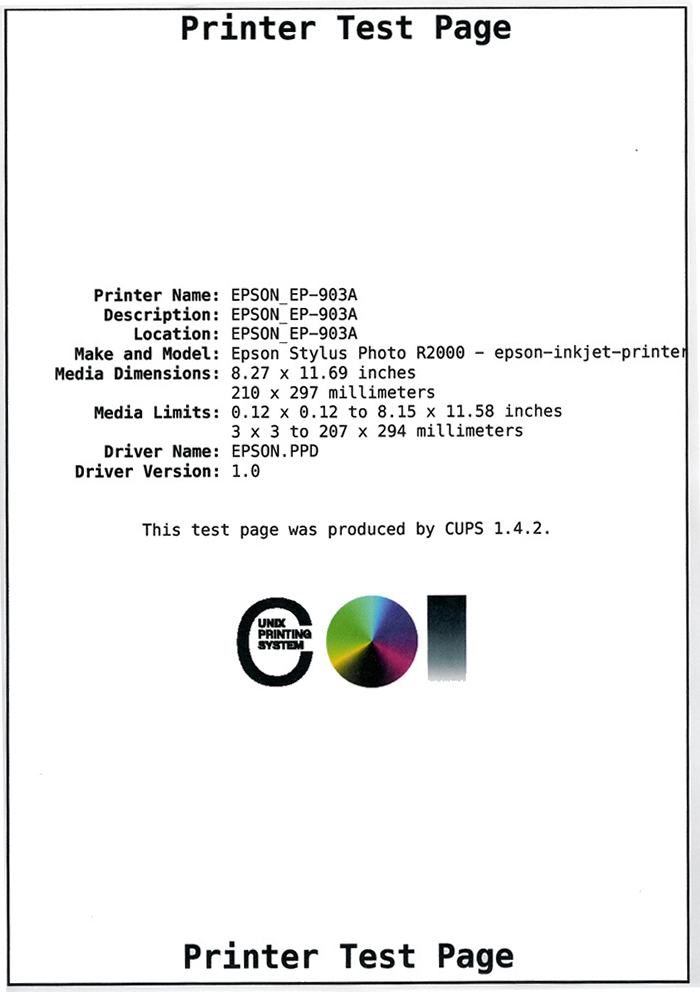 Printer Test Page
Printer Name: EPSON_EP-903A
Description: EPSON_EP-903A
Location: EPSON_EP-903A
Make and Model: Epson Stylus Photo R2000 - epson-inkjet-printer
Media Dimensions: 8.27 x 11.69 inches
210 x 297 millimeters
Media Limits: 0.12 x 0.12 to 8.15 x 11.58 inches
3 x 3 to 207 x 294 millimeters
Driver Name: EPSON.PPD
Driver Version: 1.0
This test page was produced by CUPS 1.4.2.
C
UNIX
PRINTING
SYSTEM
Printer Test Page